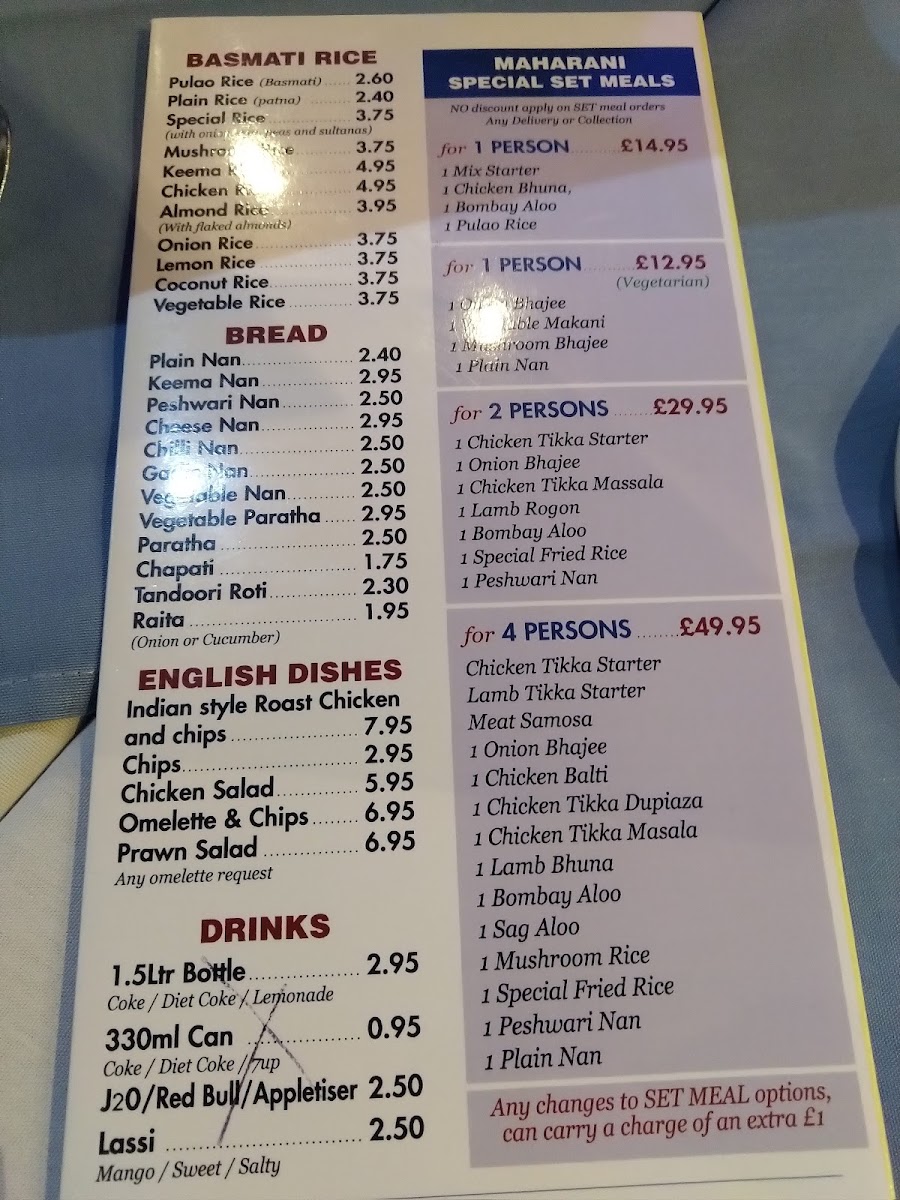 BASMATI RICE
Pulao Rice (Basmati) ...... 2.60
Plain Rice (patna) .......... 2.40
Special Rice ................ 3.75
(with peas and sultanas)
3.75
Keema 4.95
Chicken 4.95
Almond Rice ................ 3.95
(With flaked almonds)
Onion Rice ................ 3.75
Lemon Rice ................ 3.75
Coconut Rice ................ 3.75
Vegetable Rice ............ 3.75
BREAD
Plain Nan ................ 2.40
Keema Nan ................ 2.95
Peshwari Nan ............ 2.50
Cheese Nan ................ 2.95
Chilli Nan ................ 2.50
Nan ................ 2.50
Vegetable Nan ............ 2.50
Vegetable Paratha ...... 2.95
Paratha ................ 2.50
Chapati ................ 1.75
Tandoori Roti ............ 2.30
Raita ................ 1.95
(Onion or Cucumber)
ENGLISH DISHES
Indian style Roast Chicken
and chips ................ 7.95
Chips ................ 2.95
Chicken Salad ............ 5.95
Omelette & Chips ........ 6.95
Prawn Salad ............ 6.95
Any omelette request
DRINKS
1.5Ltr Bottle ................ 2.95
Coke / Diet Coke / Lemonade
330ml Can ................ 0.95
Coke / Diet Coke / 7up
J2O/Red Bull/Appletiser 2.50
Lassi ................ 2.50
Mango / Sweet / Salty
MAHARANI
SPECIAL SET MEALS
NO discount apply on SET meal orders
Any Delivery or Collection
for 1 PERSON ........ £14.95
1 Mix Starter
1 Chicken Bhuna,
1 Bombay Aloo
1 Pulao Rice
for 1 PERSON ........ £12.95
(Vegetarian)
1 Onion Bhajee
1 Makani
1 Mushroom Bhajee
1 Plain Nan
for 2 PERSONS ...... £29.95
1 Chicken Tikka Starter
1 Onion Bhajee
1 Chicken Tikka Massala
1 Lamb Rogon
1 Bombay Aloo
1 Special Fried Rice
1 Peshwari Nan
for 4 PERSONS ...... £49.95
Chicken Tikka Starter
Lamb Tikka Starter
Meat Samosa
1 Onion Bhajee
1 Chicken Balti
1 Chicken Tikka Dupiaza
1 Chicken Tikka Masala
1 Lamb Bhuna
1 Bombay Aloo
1 Sag Aloo
1 Mushroom Rice
1 Special Fried Rice
1 Peshwari Nan
1 Plain Nan
Any changes to SET MEAL options,
can carry a charge of an extra £1